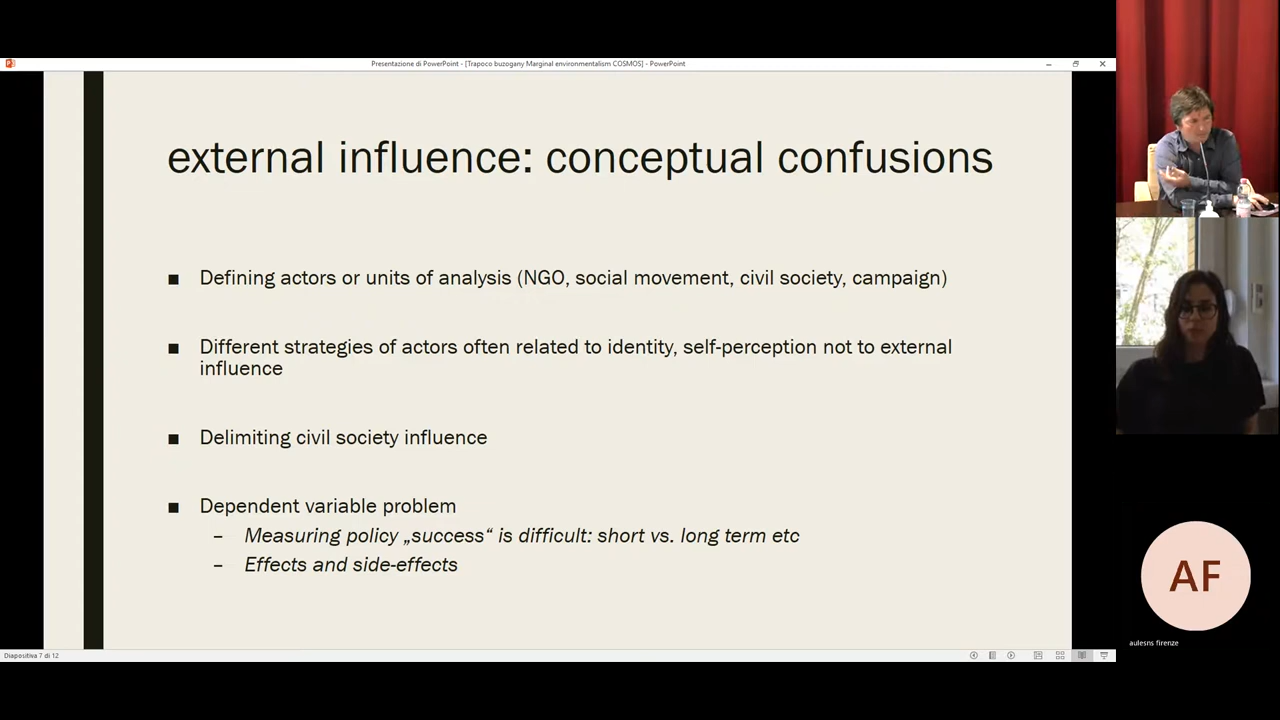 Presentazione di PowerPoint - [Trapoco buzogany Marginal environmentalism COSMOS] - PowerPoint
external influence: conceptual confusions
■ Defining actors or units of analysis (NGO, social movement, civil society, campaign)
■ Different strategies of actors often related to identity, self-perception not to external
influence
■ Delimiting civil society influence
■ Dependent variable problem
– Measuring policy „success“ is difficult: short vs. long term etc
– Effects and side-effects
Diapositiva 7 di 12
AF
aulesns firenze